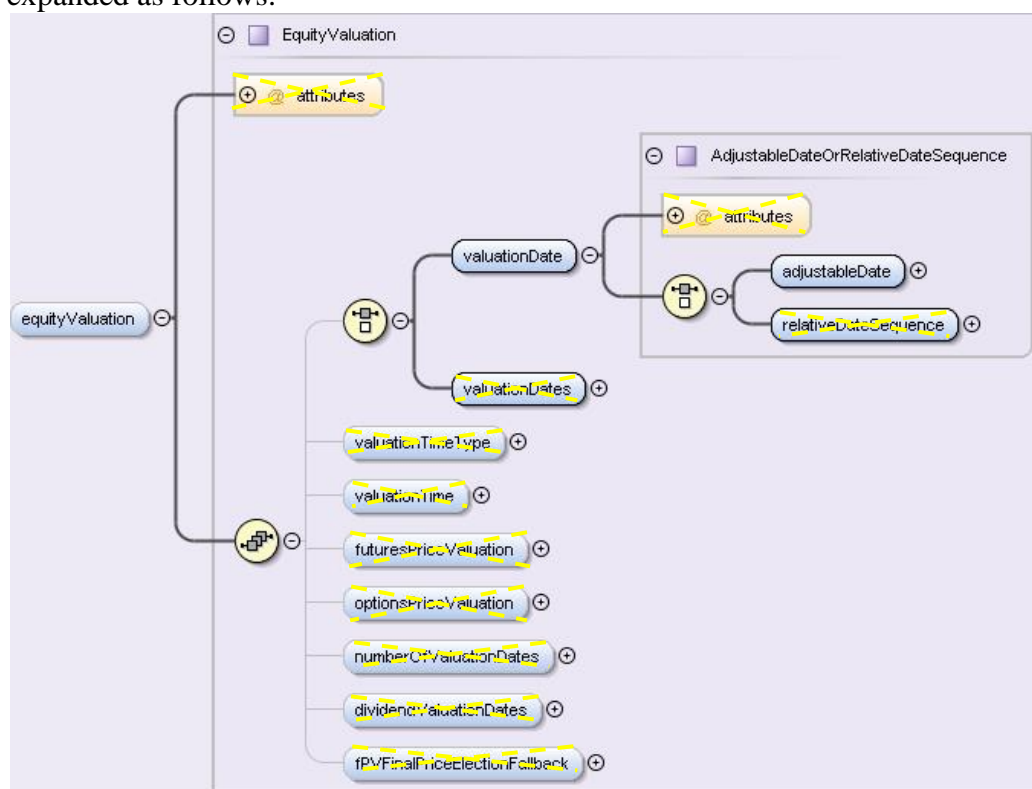 expanded as follows:
EquityValuation
@ attributes
AdjustableDateOrRelativeDateSequence
@ attributes
valuationDate
adjustableDate
equityValuation
relativeDateSequence
valuationDates
valuationTimeType
valuationTime
futuresPriceValuation
optionsPriceValuation
numberOfValuationDates
dividendValuationDates
fPVFinalPriceElectionFallback